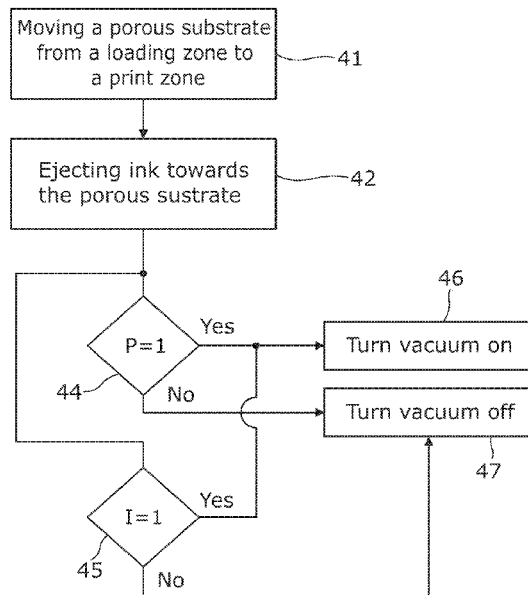 Moving a porous substrate
from a loading zone to
a print zone
41
Ejecting ink towards
the porous sustrate
42
46
P=1
Yes
Turn vacuum on
44
No
Turn vacuum off
47
I=1
Yes
45
No